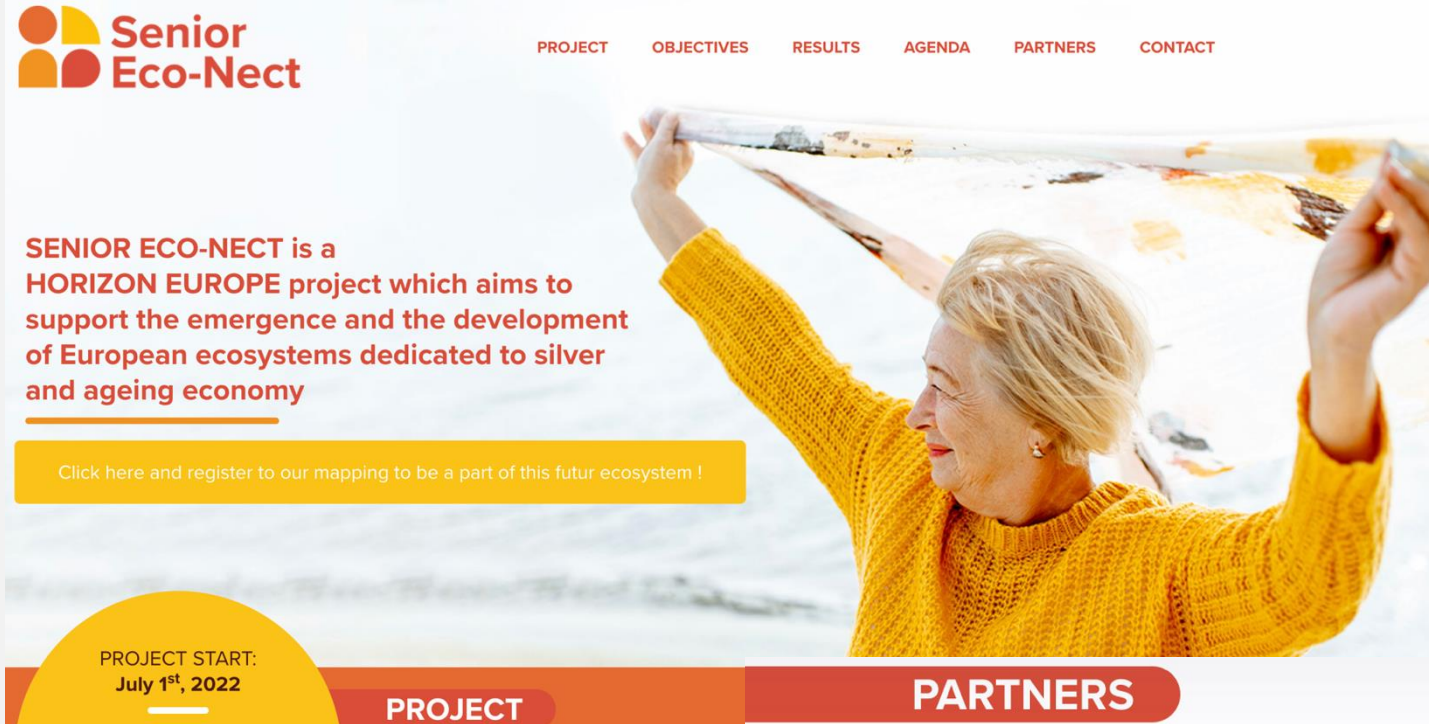 Senior
Eco-Nect
PROJECT OBJECTIVES RESULTS AGENDA PARTNERS CONTACT
SENIOR ECO-NECT is a
HORIZON EUROPE project which aims to
support the emergence and the development
of European ecosystems dedicated to silver
and ageing economy
Click here and register to our mapping to be a part of this futur ecosystem !
PROJECT START:
July 1st, 2022
PROJECT
PARTNERS